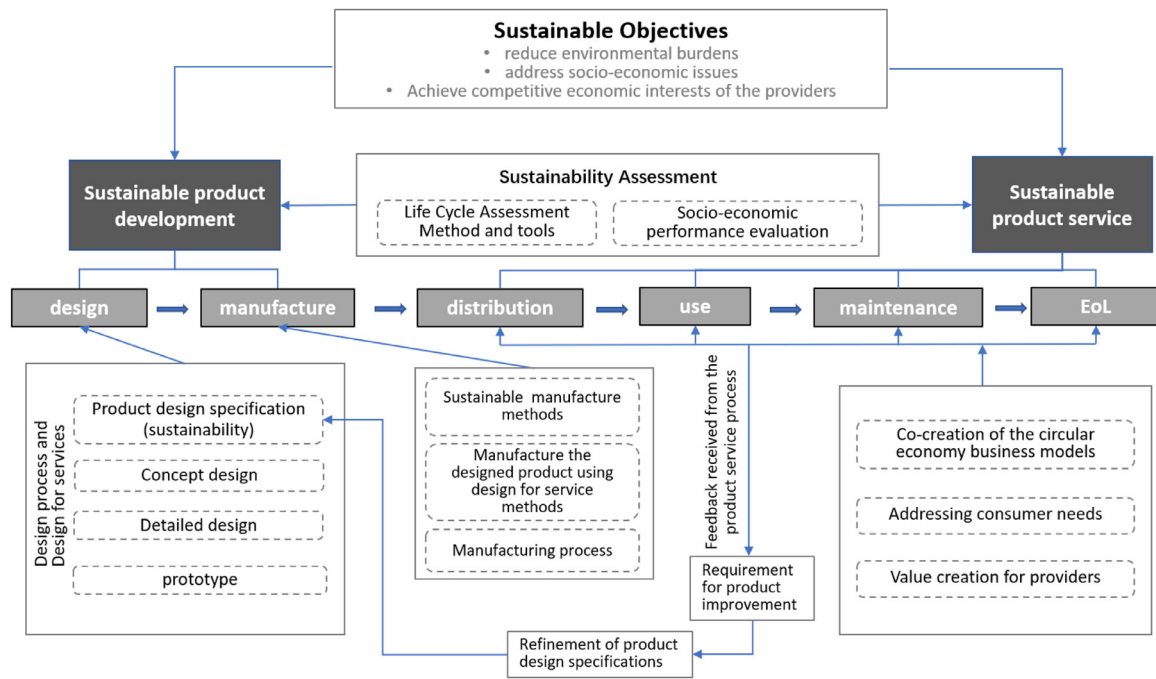 Sustainable Objectives
• reduce environmental burdens
• address socio-economic issues
• Achieve competitive economic interests of the providers
Sustainable product
development
Sustainability Assessment
Life Cycle Assessment
Method and tools
Socio-economic
performance evaluation
Sustainable
product service
design
manufacture
distribution
use
maintenance
EoL
Design process and
Design for services
Product design specification
(sustainability)
Concept design
Detailed design
prototype
Sustainable manufacture
methods
Manufacture the
designed product using
design for service
methods
Manufacturing process
Feedback received from the
product service process
Requirement
for product
improvement
Refinement of product
design specifications
Co-creation of the circular
economy business models
Addressing consumer needs
Value creation for providers